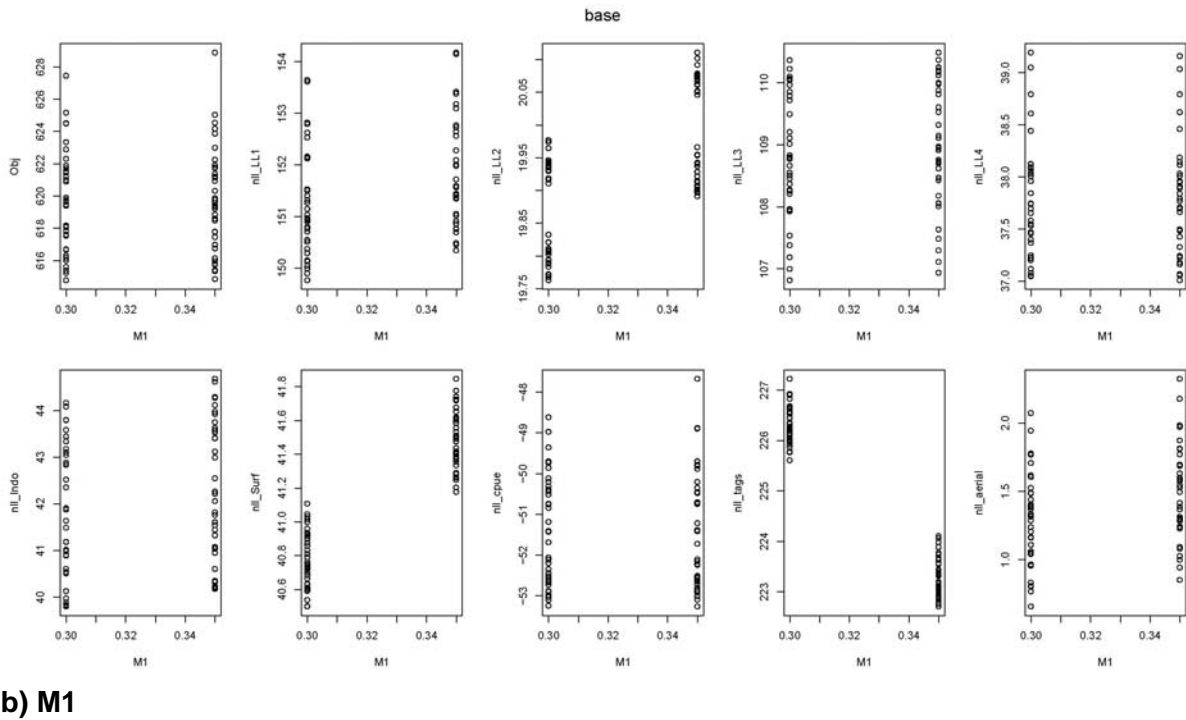 base
Obj
616 618 620 622 624 626 628
0.30 0.32 0.34
M1
nll_LL1
150 151 152 153 154
0.30 0.32 0.34
M1
nll_LL2
19.75 19.85 19.95 20.05
0.30 0.32 0.34
M1
nll_LL3
107 108 109 110
0.30 0.32 0.34
M1
nll_LL4
37.0 37.5 38.0 38.5 39.0
0.30 0.32 0.34
M1
nll_Indo
40 41 42 43 44
0.30 0.32 0.34
M1
nll_Surf
40.6 40.8 41.0 41.2 41.4 41.6 41.8
0.30 0.32 0.34
M1
nll_cpue
-53 -52 -51 -50 -49 -48
0.30 0.32 0.34
M1
nll_tags
223 224 225 226 227
0.30 0.32 0.34
M1
nll_aerial
1.0 1.5 2.0
0.30 0.32 0.34
M1
b) M1